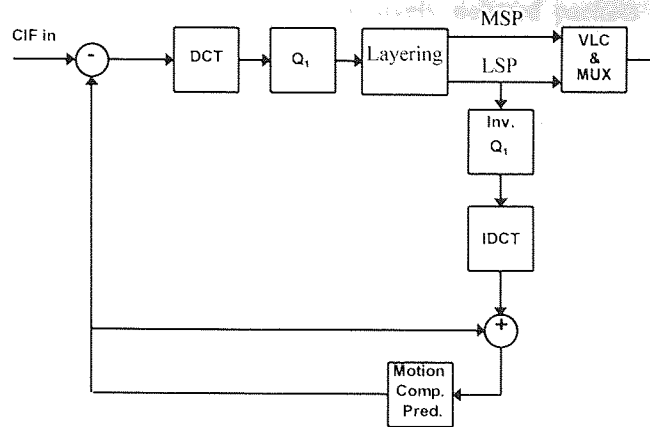 CIF in
-
DCT
Q₁
Layering
MSP
LSP
VLC
&
MUX
Inv.
Q₁
IDCT
+
Motion
Comp.
Pred.